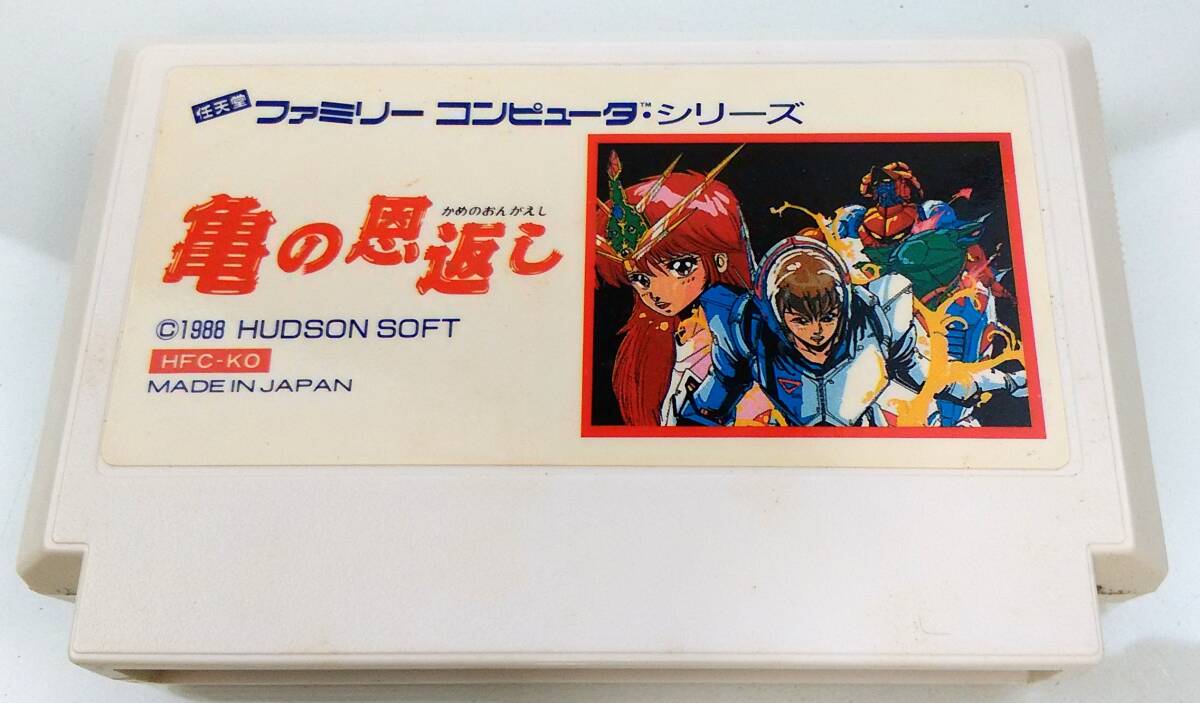 任天堂 ファミリー コンピュータ™・シリーズ
かめのおんがえし
亀の恩返し
©1988 HUDSON SOFT
HFC-KO
MADE IN JAPAN